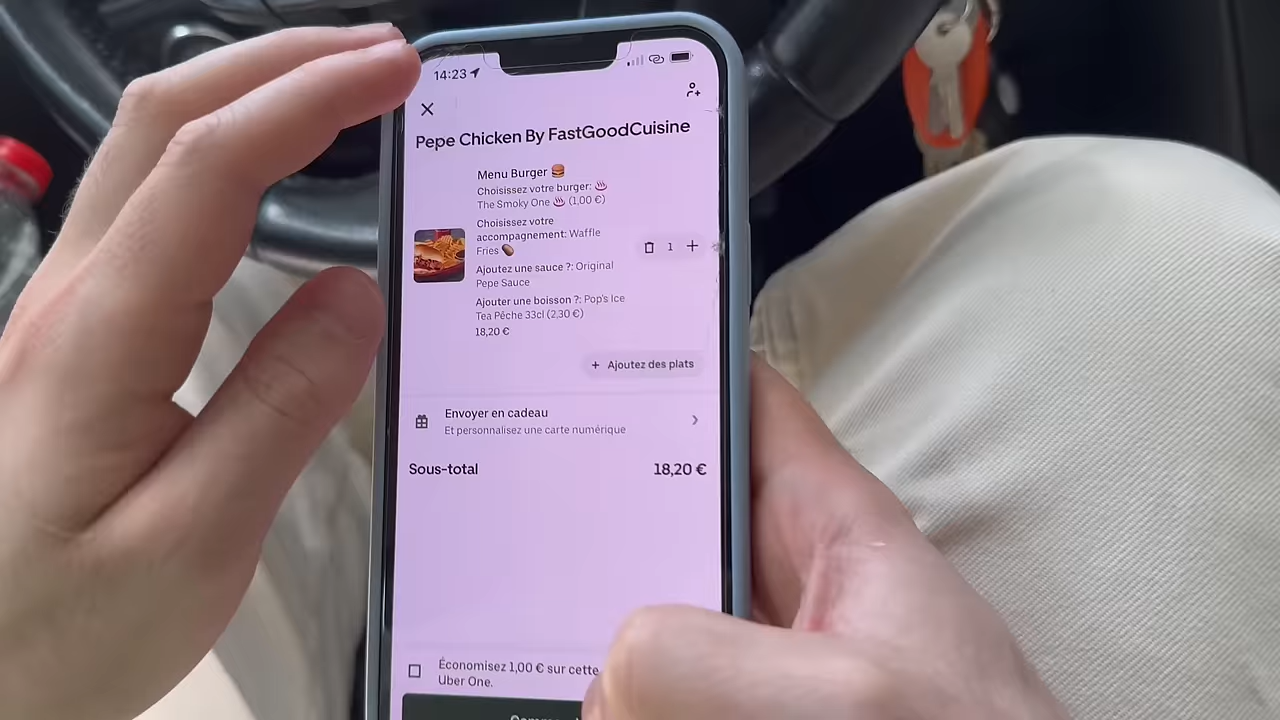 14:23
Pepe Chicken By FastGoodCuisine
Menu Burger 🍔
Choisissez votre burger: ♨️
The Smoky One ♨️ (1,00 €)
Choisissez votre
accompagnement: Waffle
Fries 🥔
Ajoutez une sauce ?: Original
Pepe Sauce
Ajouter une boisson ?: Pop's Ice
Tea Pêche 33cl (2,30 €)
18,20 €
1 +
+ Ajoutez des plats
Envoyer en cadeau
Et personnalisez une carte numérique
Sous-total 18,20 €
Économisez 1,00 € sur cette
Uber One.